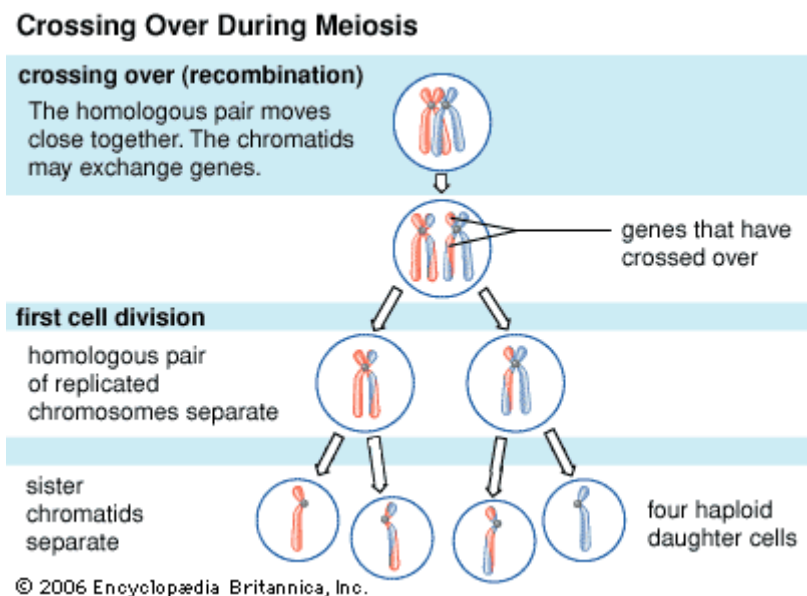 Crossing Over During Meiosis
crossing over (recombination)
The homologous pair moves
close together. The chromatids
may exchange genes.
genes that have
crossed over
first cell division
homologous pair
of replicated
chromosomes separate
sister
chromatids
separate
four haploid
daughter cells
© 2006 Encyclopædia Britannica, Inc.